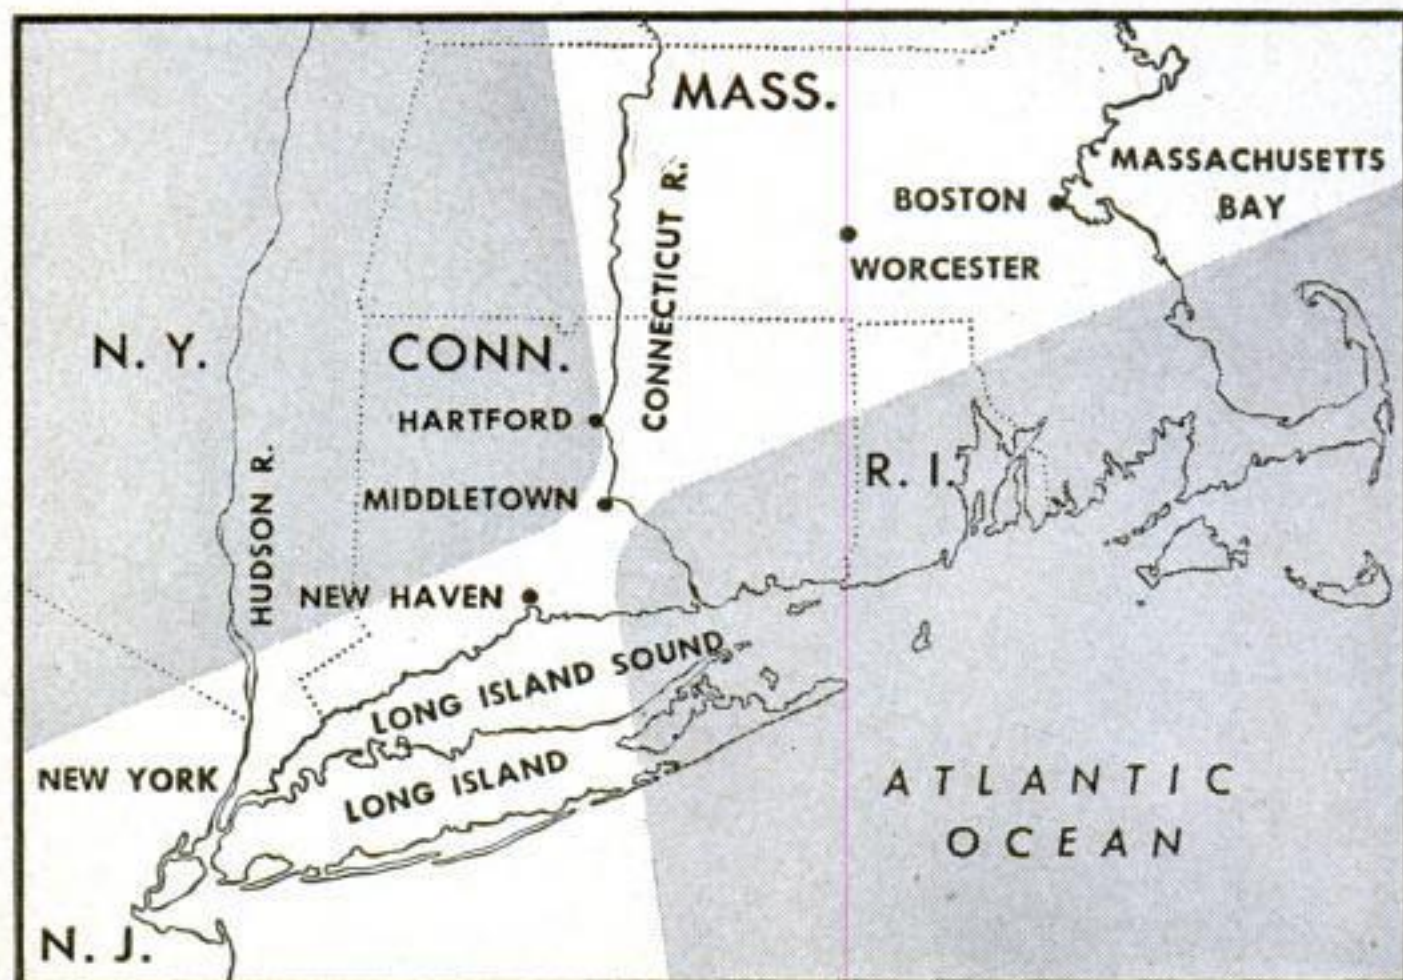 MASS.
MASSACHUSETTS
BAY
BOSTON
WORCESTER
CONNECTICUT R.
N. Y.
CONN.
HARTFORD
HUDSON R.
MIDDLETOWN
R. I.
NEW HAVEN
LONG ISLAND SOUND
NEW YORK
LONG ISLAND
ATLANTIC
OCEAN
N. J.